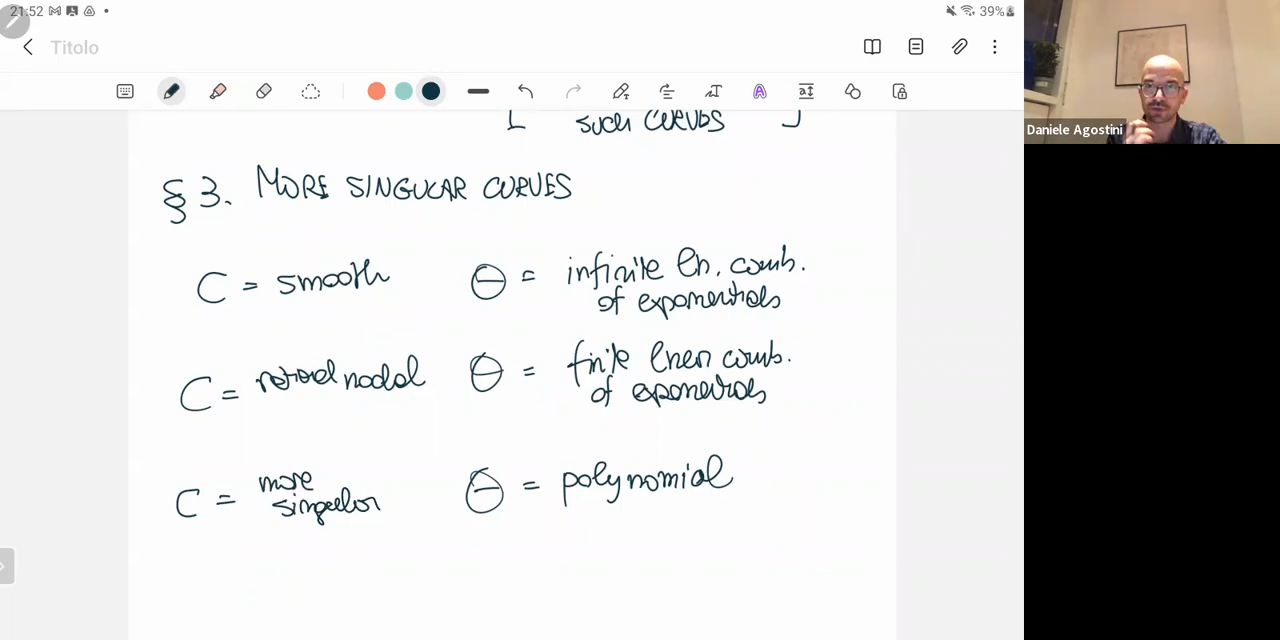 21:52
39%
Titolo
Daniele Agostini
such curves
§ 3. MORE SINGULAR CURVES
C = smooth Θ = infinite lin. comb.
of exponentials
C = rational nodal Θ = finite linear comb.
of exponentials
C = more
singular Θ = polynomial